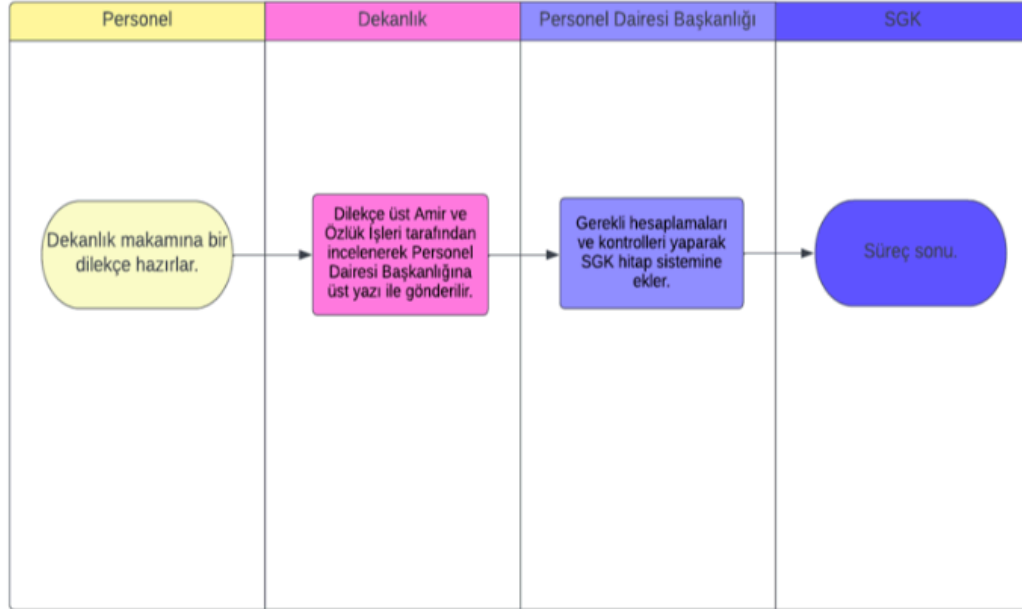 Personel
Dekanlık
Personel Dairesi Başkanlığı
SGK
Dekanlık makamına bir
dilekçe hazırlar.
Dilekçe üst Amir ve
Özlük İşleri tarafından
incelenerek Personel
Dairesi Başkanlığına
üst yazı ile gönderilir.
Gerekli hesaplamaları
ve kontrolleri yaparak
SGK hitap sistemine
ekler.
Süreç sonu.